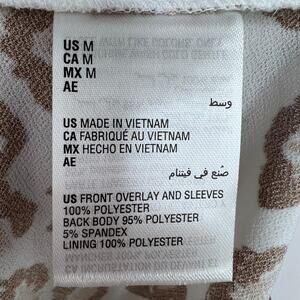 US M
CA M
MX M
AE
وسط
US MADE IN VIETNAM
CA FABRIQUÉ AU VIETNAM
MX HECHO EN VIETNAM
AE
صُنع في فيتنام
US FRONT OVERLAY AND SLEEVES
100% POLYESTER
BACK BODY 95% POLYESTER
5% SPANDEX
LINING 100% POLYESTER